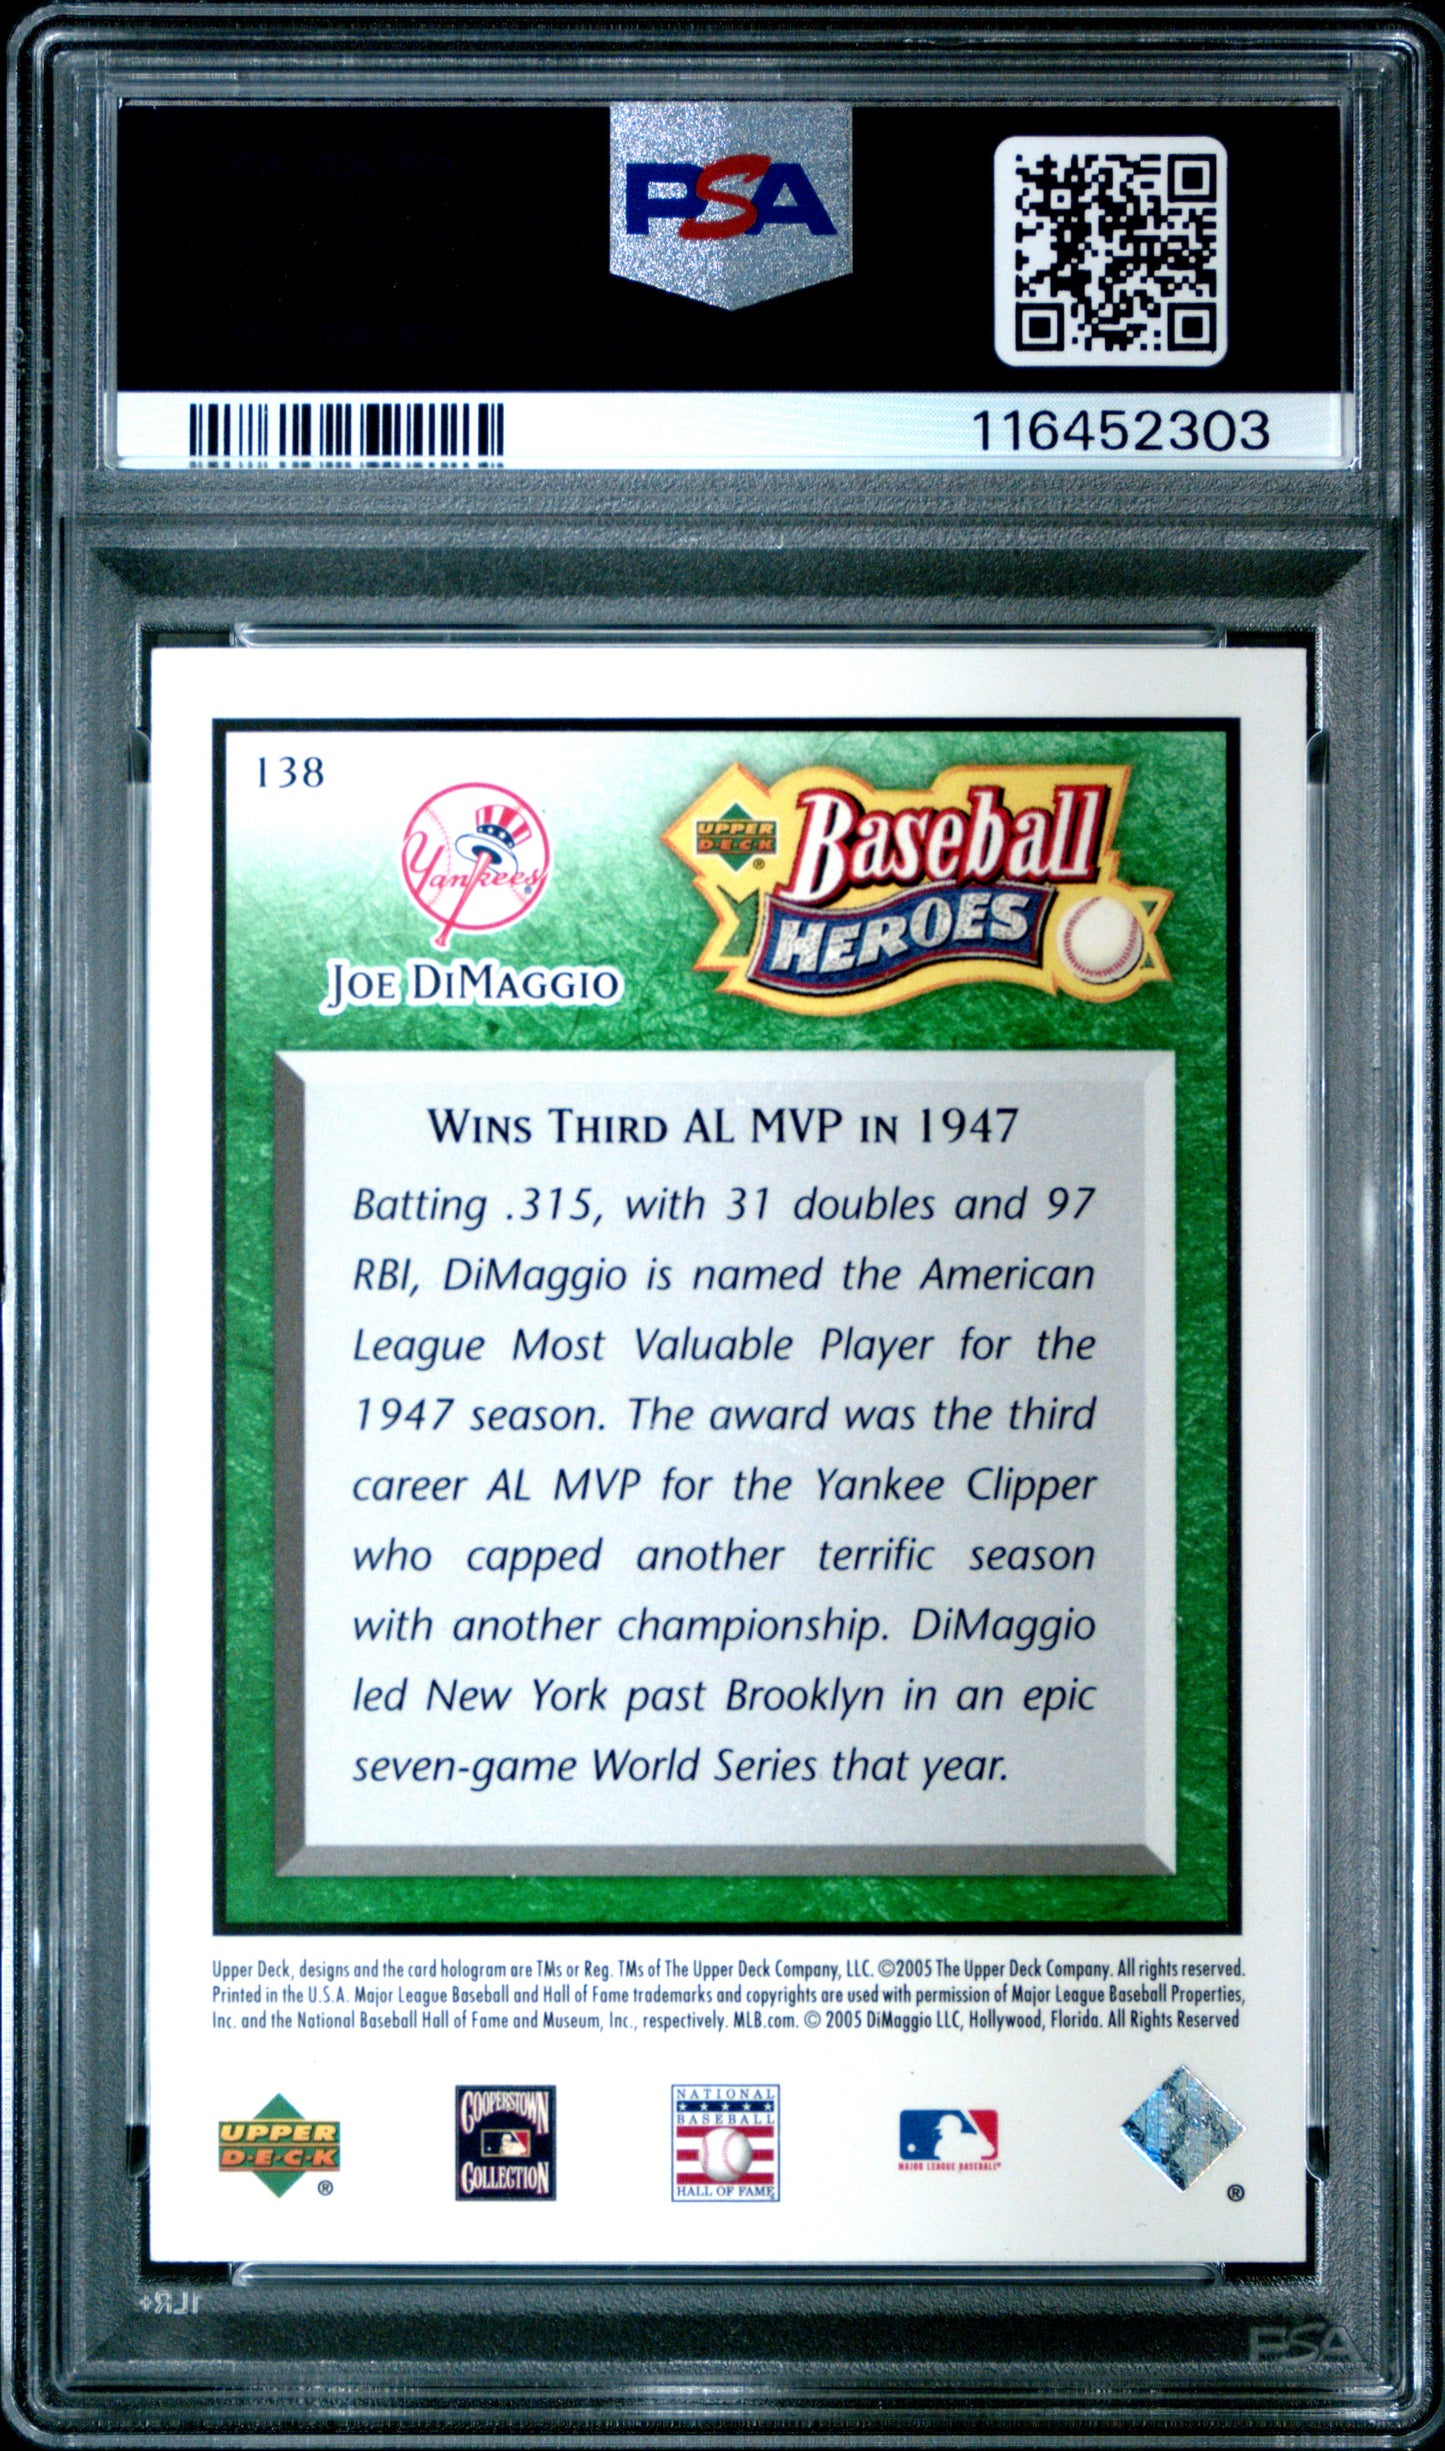 PSA
116452303
138
Yankees
UPPER
DECK
®
Baseball
HEROES
JOE DIMAGGIO
WINS THIRD AL MVP IN 1947
Batting .315, with 31 doubles and 97
RBI, DiMaggio is named the American
League Most Valuable Player for the
1947 season. The award was the third
career AL MVP for the Yankee Clipper
who capped another terrific season
with another championship. DiMaggio
led New York past Brooklyn in an epic
seven-game World Series that year.
Upper Deck, designs and the card hologram are TMs or Reg. TMs of The Upper Deck Company, LLC. ©2005 The Upper Deck Company. All rights reserved.
Printed in the U.S.A. Major League Baseball and Hall of Fame trademarks and copyrights are used with permission of Major League Baseball Properties,
Inc. and the National Baseball Hall of Fame and Museum, Inc., respectively. MLB.com. © 2005 DiMaggio LLC, Hollywood, Florida. All Rights Reserved
UPPER
D·E·C·K
®
COOPERSTOWN
COLLECTION
NATIONAL
BASEBALL
HALL OF FAME
MAJOR LEAGUE BASEBALL®
®
PSA